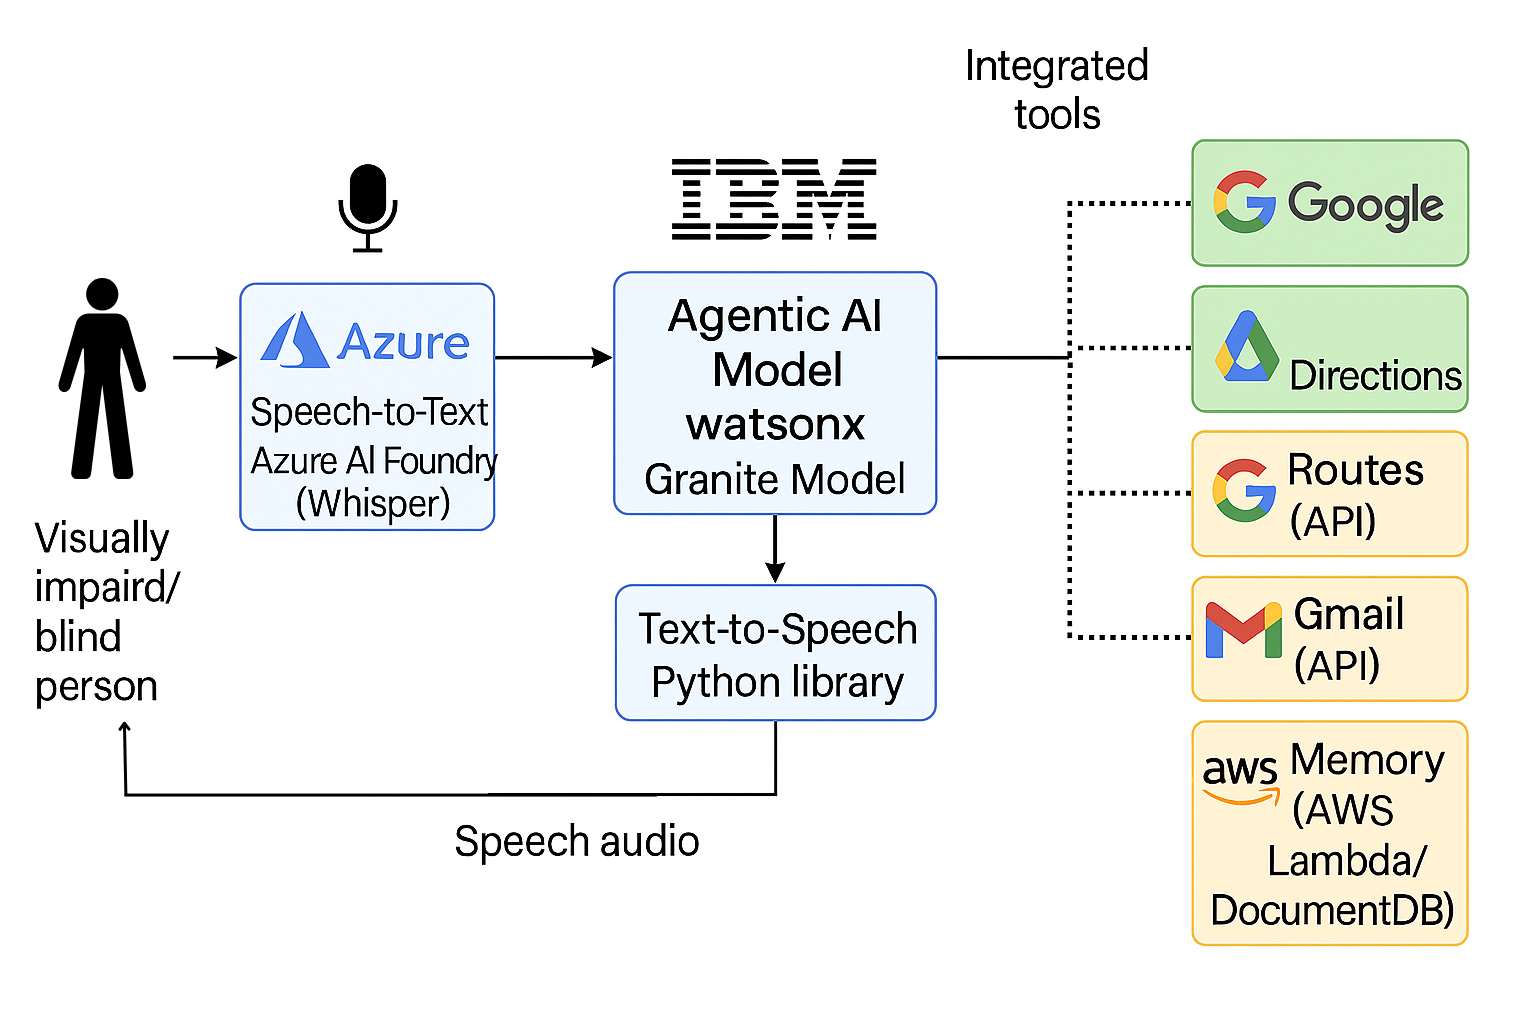 Integrated
tools
IBM
Google
Azure
Speech-to-Text
Azure AI Foundry
(Whisper)
Agentic AI
Model
watsonx
Granite Model
Directions
Routes
(API)
Gmail
(API)
Visually
impaird/
blind
person
Text-to-Speech
Python library
aws
Memory
(AWS
Lambda/
DocumentDB)
Speech audio